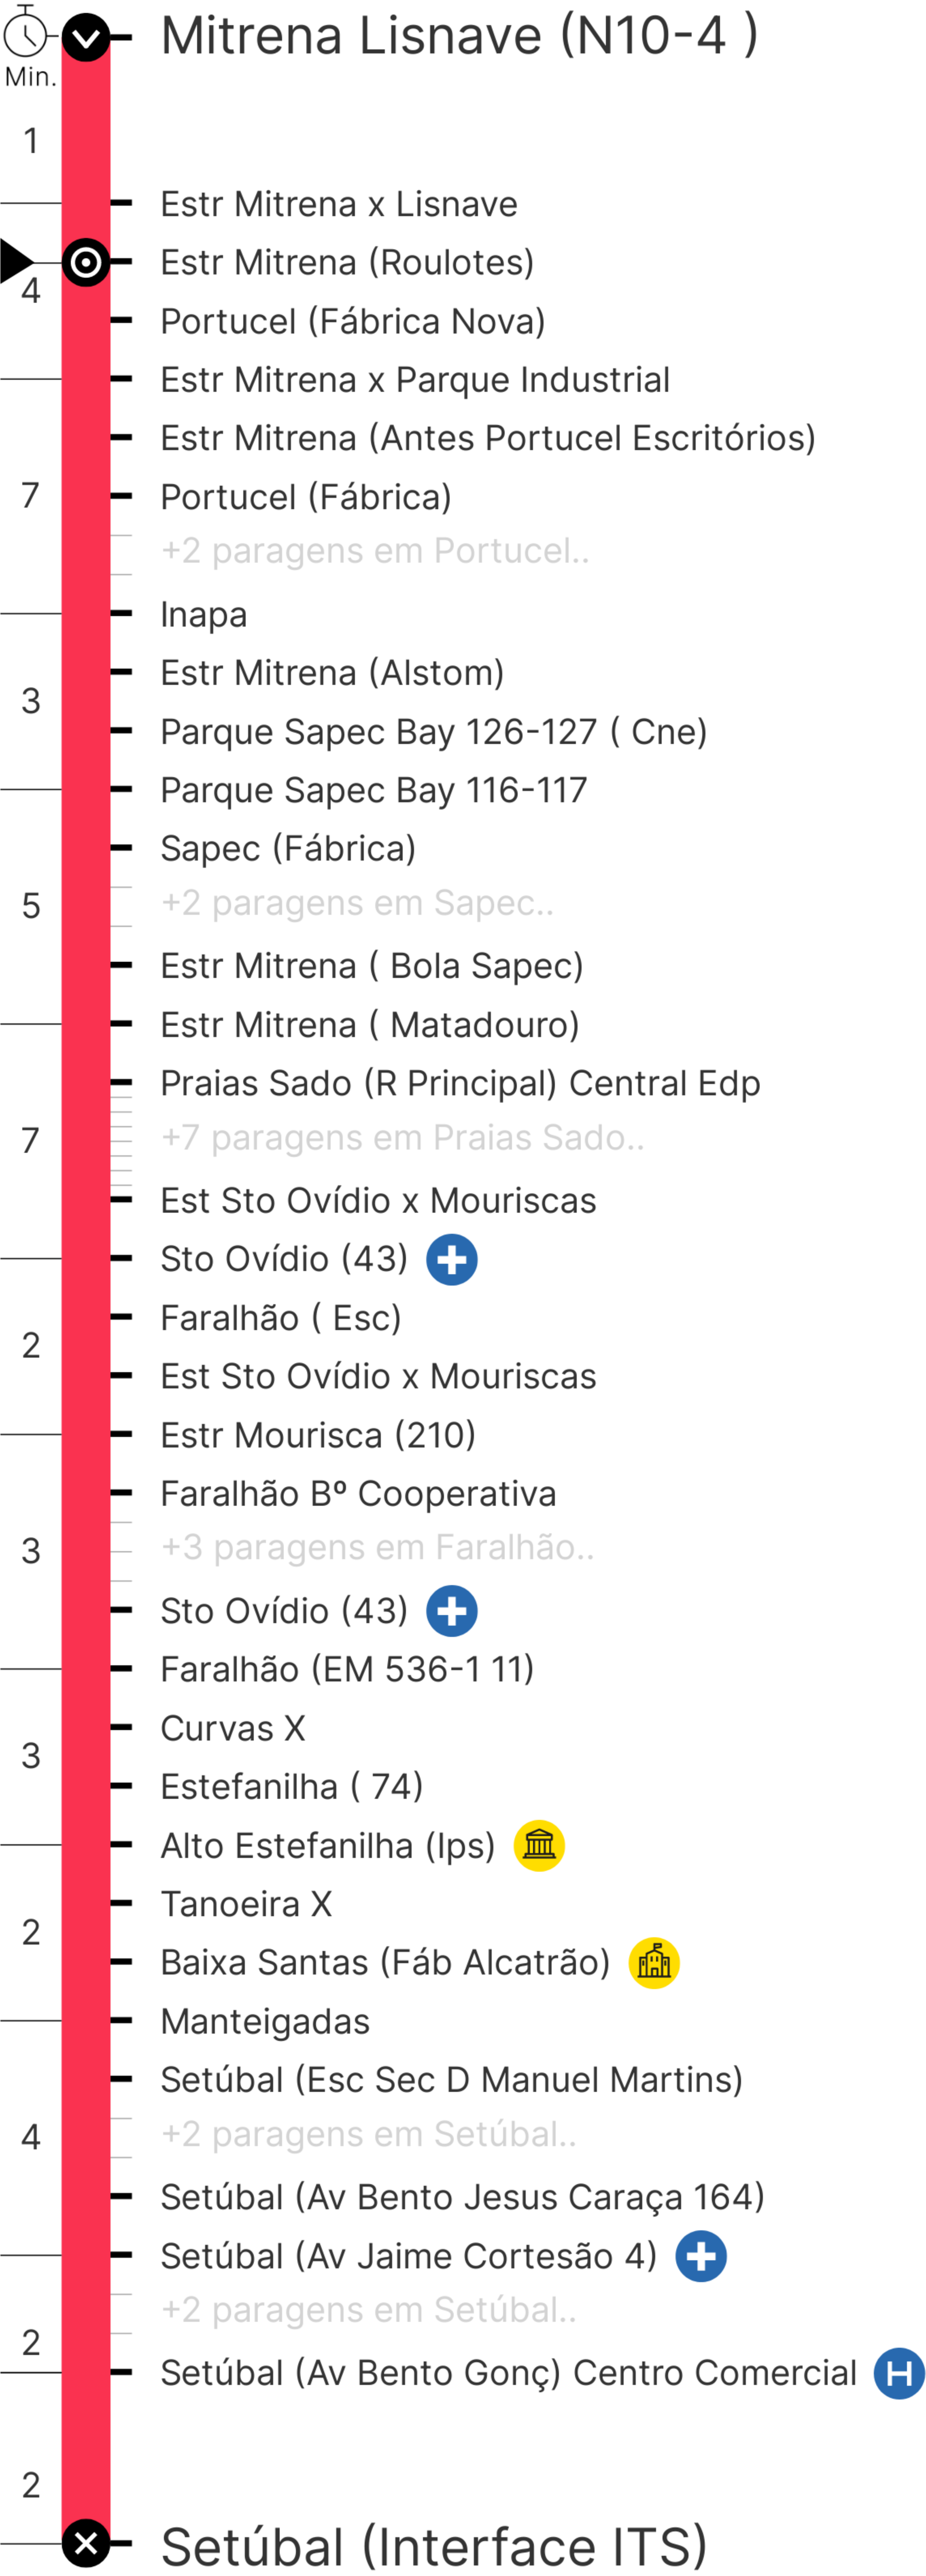 Mitrena Lisnave (N10-4 )
Min.
1
Estr Mitrena x Lisnave
Estr Mitrena (Roulotes)
4
Portucel (Fábrica Nova)
Estr Mitrena x Parque Industrial
Estr Mitrena (Antes Portucel Escritórios)
7
Portucel (Fábrica)
+2 paragens em Portucel..
Inapa
Estr Mitrena (Alstom)
3
Parque Sapec Bay 126-127 ( Cne)
Parque Sapec Bay 116-117
Sapec (Fábrica)
5
+2 paragens em Sapec..
Estr Mitrena ( Bola Sapec)
Estr Mitrena ( Matadouro)
Praias Sado (R Principal) Central Edp
7
+7 paragens em Praias Sado..
Est Sto Ovídio x Mouriscas
Sto Ovídio (43)
Faralhão ( Esc)
2
Est Sto Ovídio x Mouriscas
Estr Mourisca (210)
Faralhão Bº Cooperativa
3
+3 paragens em Faralhão..
Sto Ovídio (43)
Faralhão (EM 536-1 11)
Curvas X
3
Estefanilha ( 74)
Alto Estefanilha (Ips)
Tanoeira X
2
Baixa Santas (Fáb Alcatrão)
Manteigadas
Setúbal (Esc Sec D Manuel Martins)
4
+2 paragens em Setúbal..
Setúbal (Av Bento Jesus Caraça 164)
Setúbal (Av Jaime Cortesão 4)
+2 paragens em Setúbal..
2
Setúbal (Av Bento Gonç) Centro Comercial H
2
Setúbal (Interface ITS)